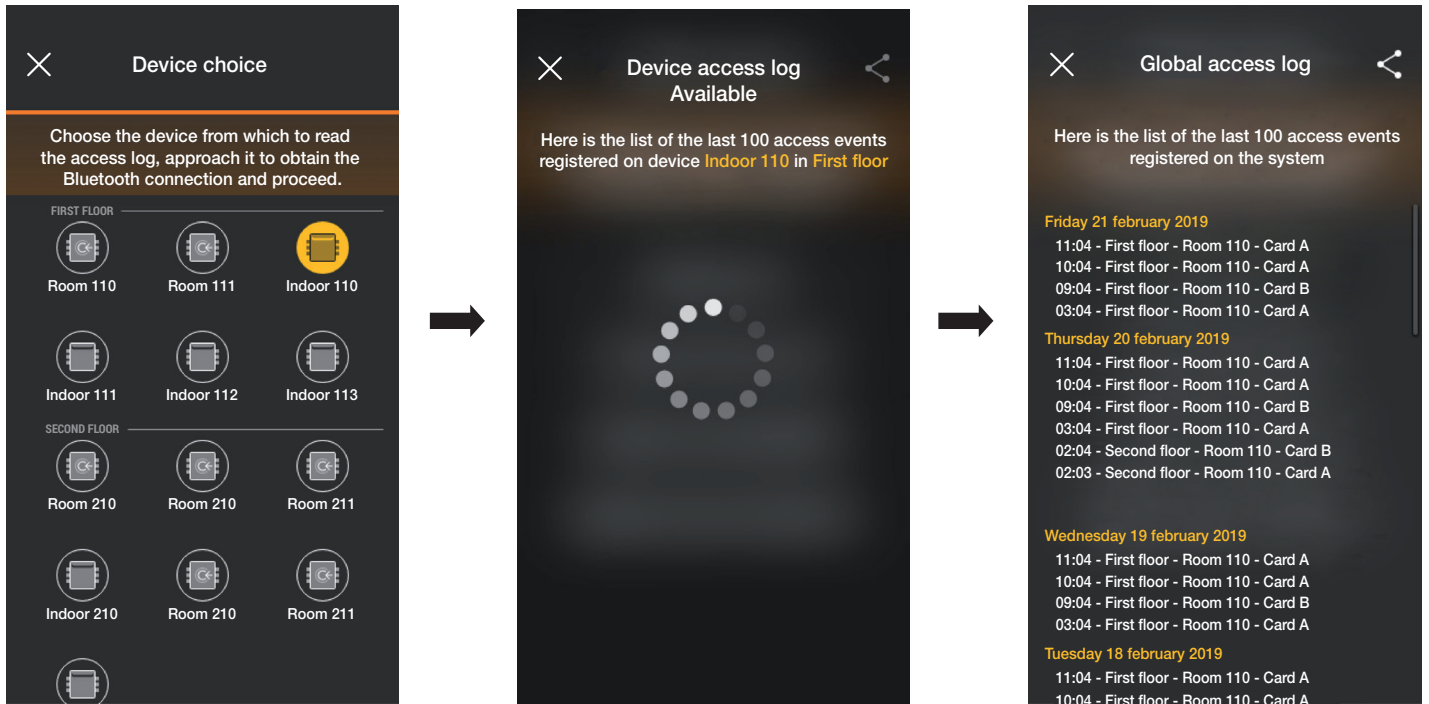 Device choice
Choose the device from which to read
the access log, approach it to obtain the
Bluetooth connection and proceed.
FIRST FLOOR
Room 110
Room 111
Indoor 110
Indoor 111
Indoor 112
Indoor 113
SECOND FLOOR
Room 210
Room 210
Room 211
Indoor 210
Room 210
Room 211
Device access log
Available
Here is the list of the last 100 access events
registered on device Indoor 110 in First floor
Global access log
Here is the list of the last 100 access events
registered on the system
Friday 21 february 2019
11:04 - First floor - Room 110 - Card A
10:04 - First floor - Room 110 - Card A
09:04 - First floor - Room 110 - Card B
03:04 - First floor - Room 110 - Card A
Thursday 20 february 2019
11:04 - First floor - Room 110 - Card A
10:04 - First floor - Room 110 - Card A
09:04 - First floor - Room 110 - Card B
03:04 - First floor - Room 110 - Card A
02:04 - Second floor - Room 110 - Card B
02:03 - Second floor - Room 110 - Card A
Wednesday 19 february 2019
11:04 - First floor - Room 110 - Card A
10:04 - First floor - Room 110 - Card A
09:04 - First floor - Room 110 - Card B
03:04 - First floor - Room 110 - Card A
Tuesday 18 february 2019
11:04 - First floor - Room 110 - Card A
10:04 - First floor - Room 110 - Card A